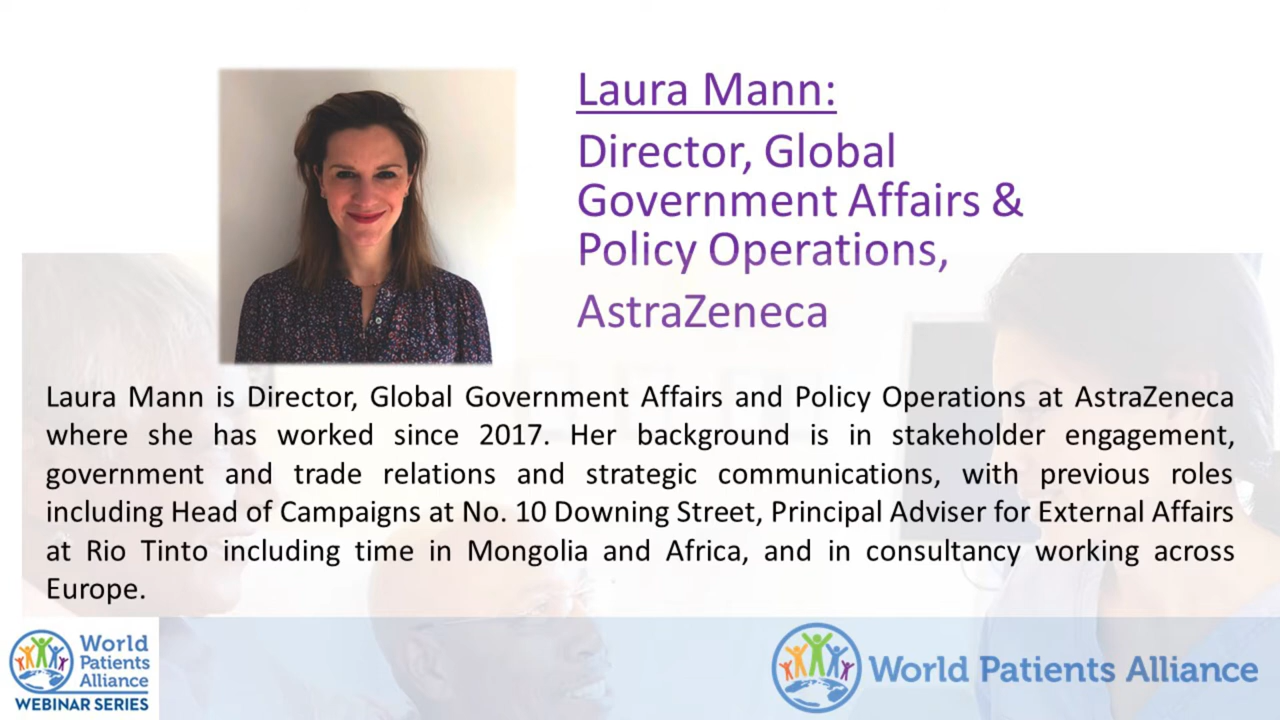 Laura Mann:
Director, Global
Government Affairs &
Policy Operations,
AstraZeneca
Laura Mann is Director, Global Government Affairs and Policy Operations at AstraZeneca
where she has worked since 2017. Her background is in stakeholder engagement,
government and trade relations and strategic communications, with previous roles
including Head of Campaigns at No. 10 Downing Street, Principal Adviser for External Affairs
at Rio Tinto including time in Mongolia and Africa, and in consultancy working across
Europe.
World
Patients
Alliance
WEBINAR SERIES
World Patients Alliance